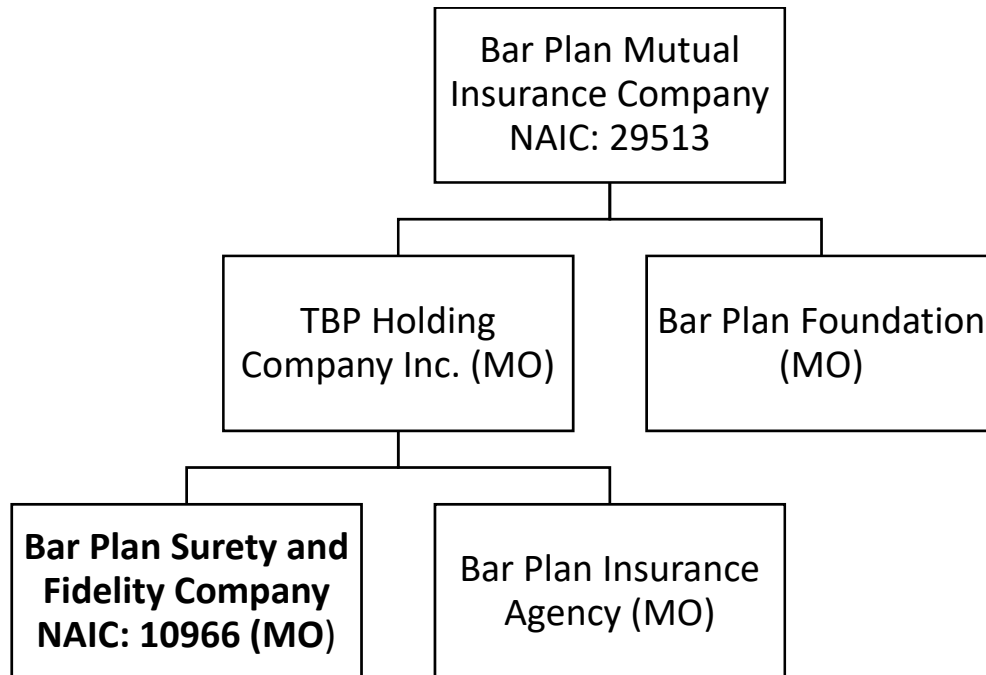 Bar Plan Mutual
Insurance Company
NAIC: 29513
TBP Holding
Company Inc. (MO)
Bar Plan Foundation
(MO)
Bar Plan Surety and
Fidelity Company
NAIC: 10966 (MO)
Bar Plan Insurance
Agency (MO)